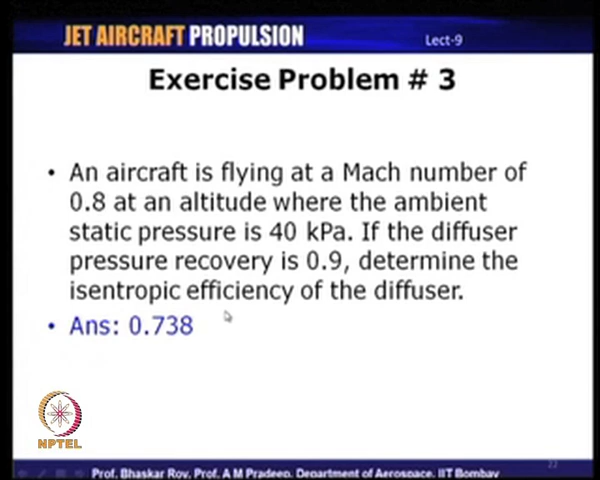 JET AIRCRAFT PROPULSION
Lect-9
Exercise Problem # 3
• An aircraft is flying at a Mach number of
0.8 at an altitude where the ambient
static pressure is 40 kPa. If the diffuser
pressure recovery is 0.9, determine the
isentropic efficiency of the diffuser.
• Ans: 0.738
NPTEL
22
Prof. Bhaskar Roy, Prof. A M Pradeep, Department of Aerospace, IIT Bombay